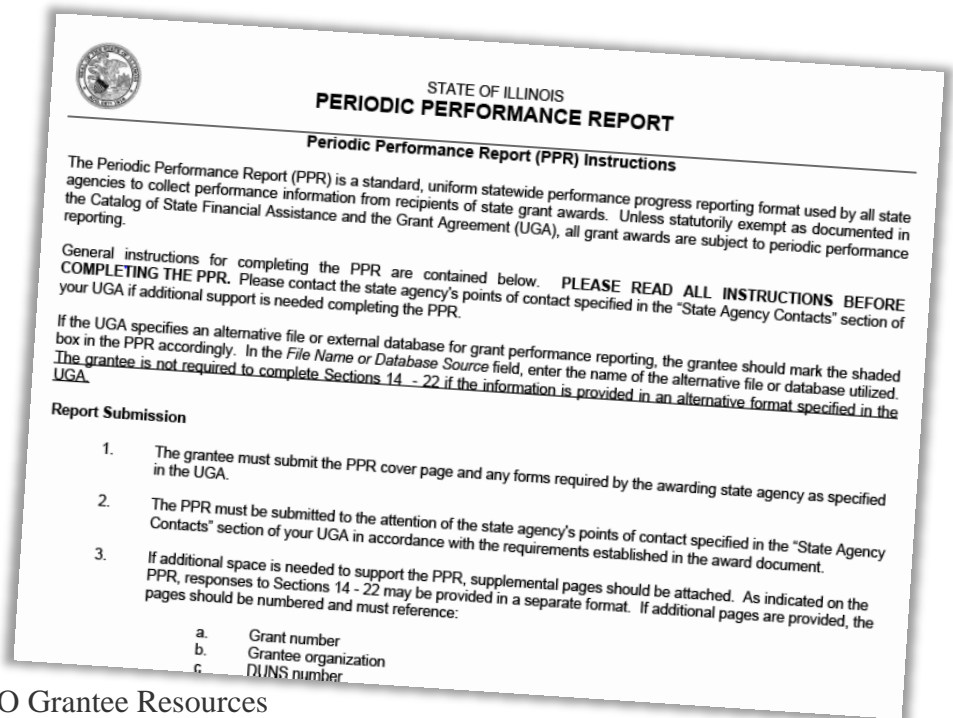 STATE OF ILLINOIS
PERIODIC PERFORMANCE REPORT
Periodic Performance Report (PPR) Instructions
The Periodic Performance Report (PPR) is a standard, uniform statewide performance progress reporting format used by all state
agencies to collect performance information from recipients of state grant awards. Unless statutorily exempt as documented in
the Catalog of State Financial Assistance and the Grant Agreement (UGA), all grant awards are subject to periodic performance
reporting.
General instructions for completing the PPR are contained below. PLEASE READ ALL INSTRUCTIONS BEFORE
COMPLETING THE PPR. Please contact the state agency's points of contact specified in the "State Agency Contacts" section of
your UGA if additional support is needed completing the PPR.
If the UGA specifies an alternative file or external database for grant performance reporting, the grantee should mark the shaded
box in the PPR accordingly. In the File Name or Database Source field, enter the name of the alternative file or database utilized.
The grantee is not required to complete Sections 14 - 22 if the information is provided in an alternative format specified in the
UGA.
Report Submission
1. The grantee must submit the PPR cover page and any forms required by the awarding state agency as specified
in the UGA.
2. The PPR must be submitted to the attention of the state agency's points of contact specified in the "State Agency
Contacts" section of your UGA in accordance with the requirements established in the award document.
3. If additional space is needed to support the PPR, supplemental pages should be attached. As indicated on the
PPR, responses to Sections 14 - 22 may be provided in a separate format. If additional pages are provided, the
pages should be numbered and must reference:
a. Grant number
b. Grantee organization
c. DUNS number
O Grantee Resources